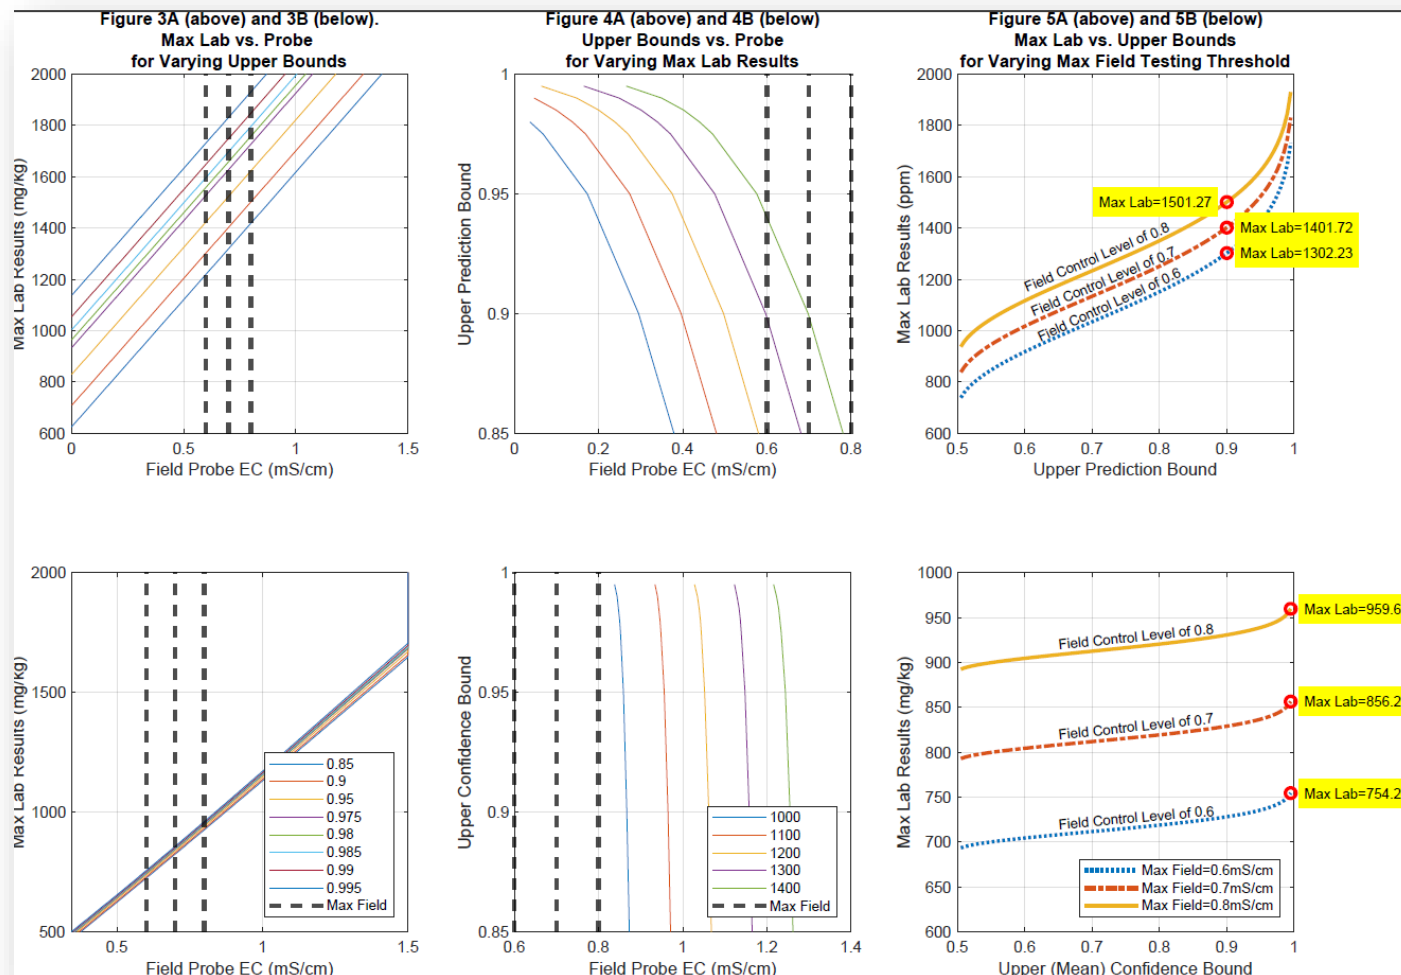 Figure 3A (above) and 3B (below).
Max Lab vs. Probe
for Varying Upper Bounds
2000
1800
1600
1400
1200
1000
800
600
0
0.5
1
1.5
Max Lab Results (mg/kg)
Field Probe EC (mS/cm)
Figure 4A (above) and 4B (below)
Upper Bounds vs. Probe
for Varying Max Lab Results
1
0.95
0.9
0.85
0
0.2
0.4
0.6
0.8
Upper Prediction Bound
Field Probe EC (mS/cm)
Figure 5A (above) and 5B (below)
Max Lab vs. Upper Bounds
for Varying Max Field Testing Threshold
2000
1800
1600
1400
1200
1000
800
600
0.5
0.6
0.7
0.8
0.9
1
Max Lab Results (ppm)
Upper Prediction Bound
Max Lab=1501.27
Max Lab=1401.72
Max Lab=1302.23
Field Control Level of 0.8
Field Control Level of 0.7
Field Control Level of 0.6
2000
1500
1000
500
0.5
1
1.5
Max Lab Results (mg/kg)
Field Probe EC (mS/cm)
0.85
0.9
0.95
0.975
0.98
0.985
0.99
0.995
Max Field
1
0.95
0.9
0.85
0.6
0.8
1
1.2
1.4
Upper Confidence Bound
Field Probe EC (mS/cm)
1000
1100
1200
1300
1400
Max Field
1000
950
900
850
800
750
700
650
600
0.5
0.6
0.7
0.8
0.9
1
Max Lab Results (mg/kg)
Upper (Mean) Confidence Bound
Max Lab=959.6
Max Lab=856.2
Max Lab=754.2
Field Control Level of 0.8
Field Control Level of 0.7
Field Control Level of 0.6
Max Field=0.6mS/cm
Max Field=0.7mS/cm
Max Field=0.8mS/cm